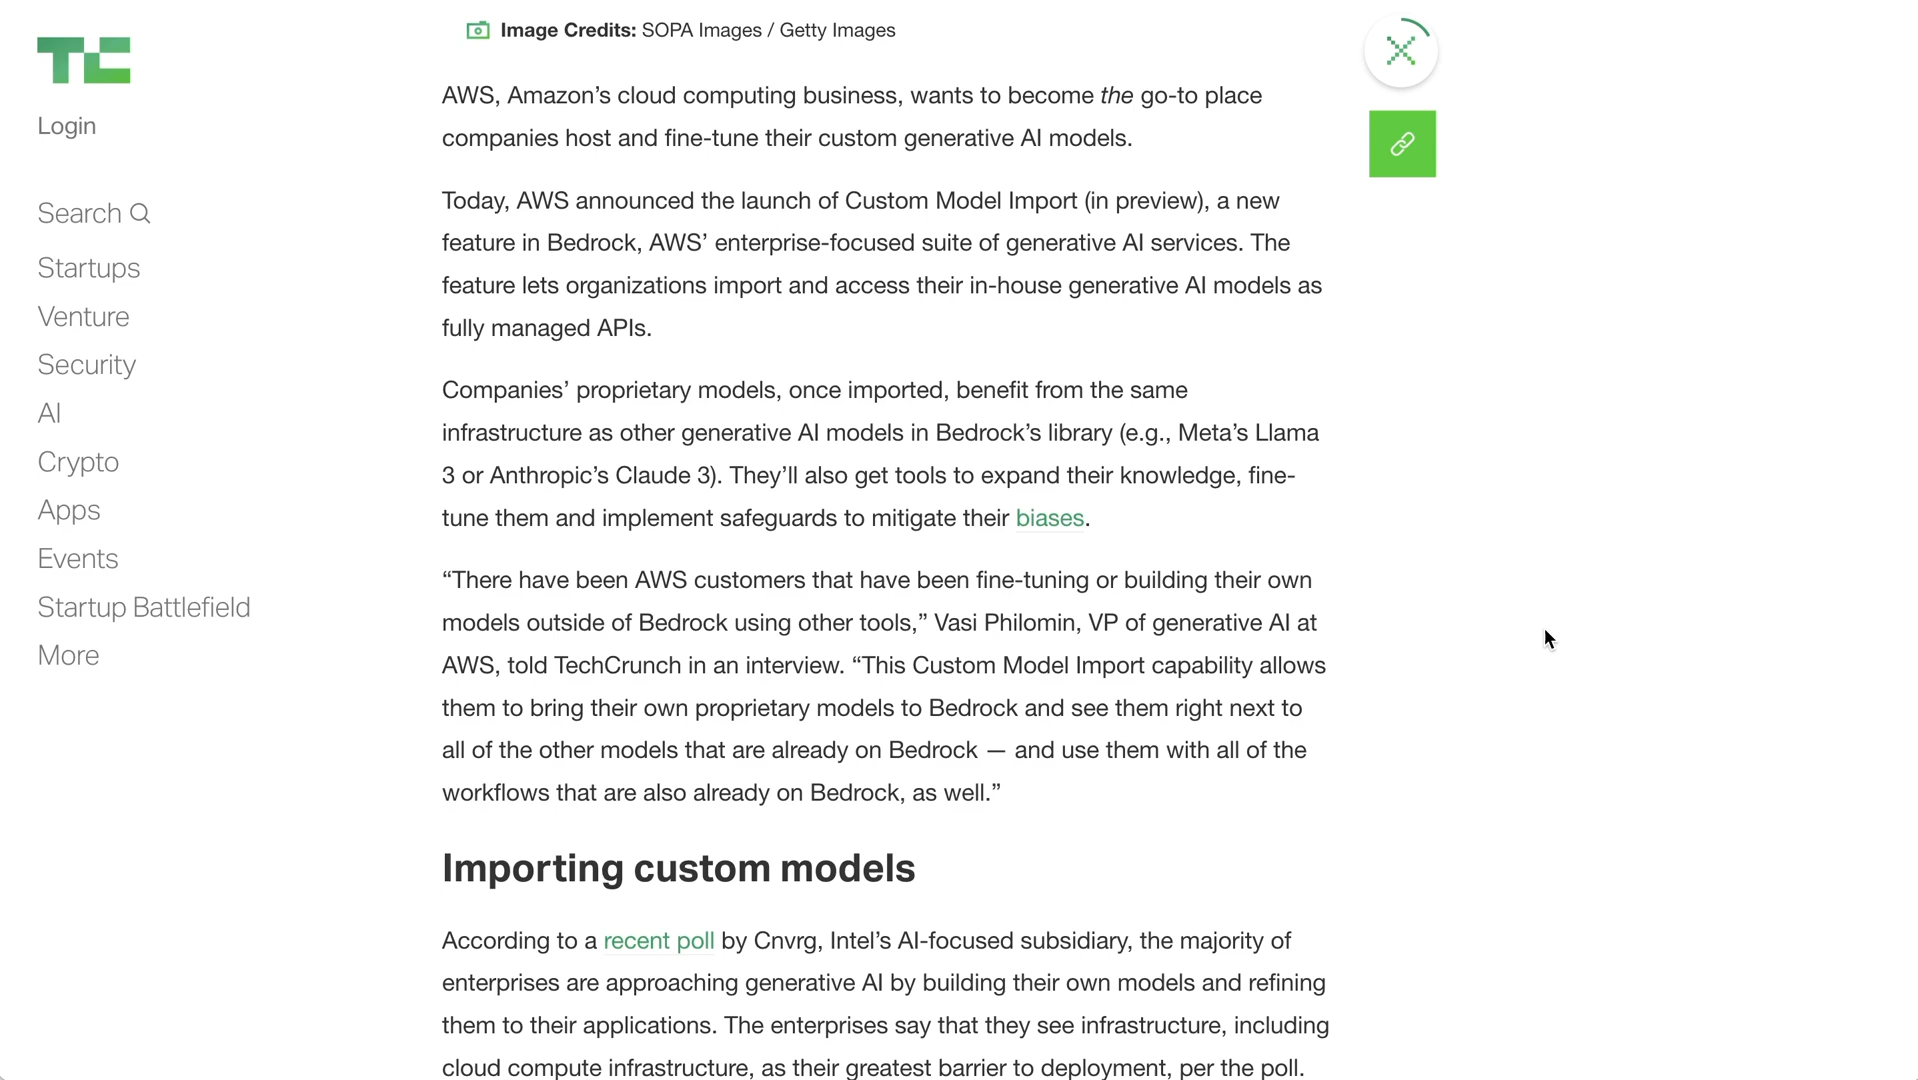 TC
Login
Search
Startups
Venture
Security
AI
Crypto
Apps
Events
Startup Battlefield
More
Image Credits: SOPA Images / Getty Images
AWS, Amazon’s cloud computing business, wants to become the go-to place
companies host and fine-tune their custom generative AI models.
Today, AWS announced the launch of Custom Model Import (in preview), a new
feature in Bedrock, AWS’ enterprise-focused suite of generative AI services. The
feature lets organizations import and access their in-house generative AI models as
fully managed APIs.
Companies’ proprietary models, once imported, benefit from the same
infrastructure as other generative AI models in Bedrock’s library (e.g., Meta’s Llama
3 or Anthropic’s Claude 3). They’ll also get tools to expand their knowledge, fine-
tune them and implement safeguards to mitigate their biases.
“There have been AWS customers that have been fine-tuning or building their own
models outside of Bedrock using other tools,” Vasi Philomin, VP of generative AI at
AWS, told TechCrunch in an interview. “This Custom Model Import capability allows
them to bring their own proprietary models to Bedrock and see them right next to
all of the other models that are already on Bedrock — and use them with all of the
workflows that are also already on Bedrock, as well.”
Importing custom models
According to a recent poll by Cnvrg, Intel’s AI-focused subsidiary, the majority of
enterprises are approaching generative AI by building their own models and refining
them to their applications. The enterprises say that they see infrastructure, including
cloud compute infrastructure, as their greatest barrier to deployment, per the poll.